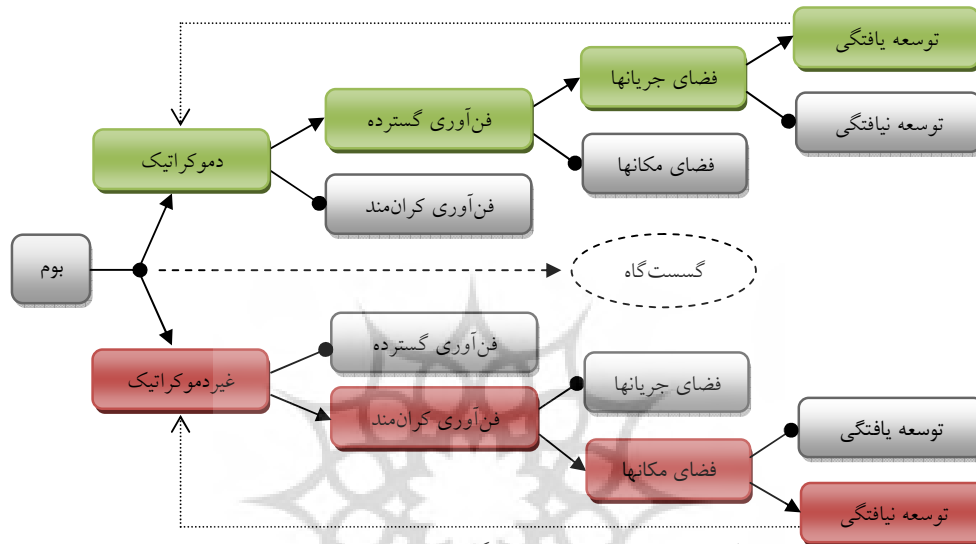 توسعه یافتگی
فضای جریانها
فن‌آوری گسترده
توسعه نیافتگی
دموکراتیک
فضای مکانها
فن‌آوری کران‌مند
بوم
گسست‌گاه
فن‌آوری گسترده
غیردموکراتیک
فضای جریانها
فن‌آوری کران‌مند
توسعه یافتگی
فضای مکانها
توسعه نیافتگی